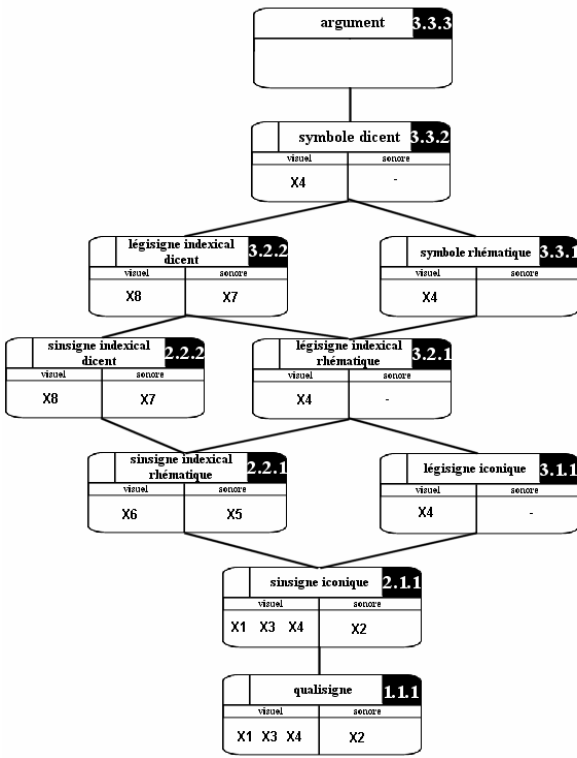 argument 3.3.3
symbole dicent 3.3.2
visuel sonore
X4 -
légisigne indexical
dicent 3.2.2
visuel sonore
X8 X7
symbole rhématique 3.3.1
visuel sonore
X4
sinsigne indexical
dicent 2.2.2
visuel sonore
X8 X7
légisigne indexical
rhématique 3.2.1
visuel sonore
X4 -
sinsigne indexical
rhématique 2.2.1
visuel sonore
X6 X5
légisigne iconique 3.1.1
visuel sonore
X4 -
sinsigne iconique 2.1.1
visuel sonore
X1 X3 X4 X2
qualisigne 1.1.1
visuel sonore
X1 X3 X4 X2